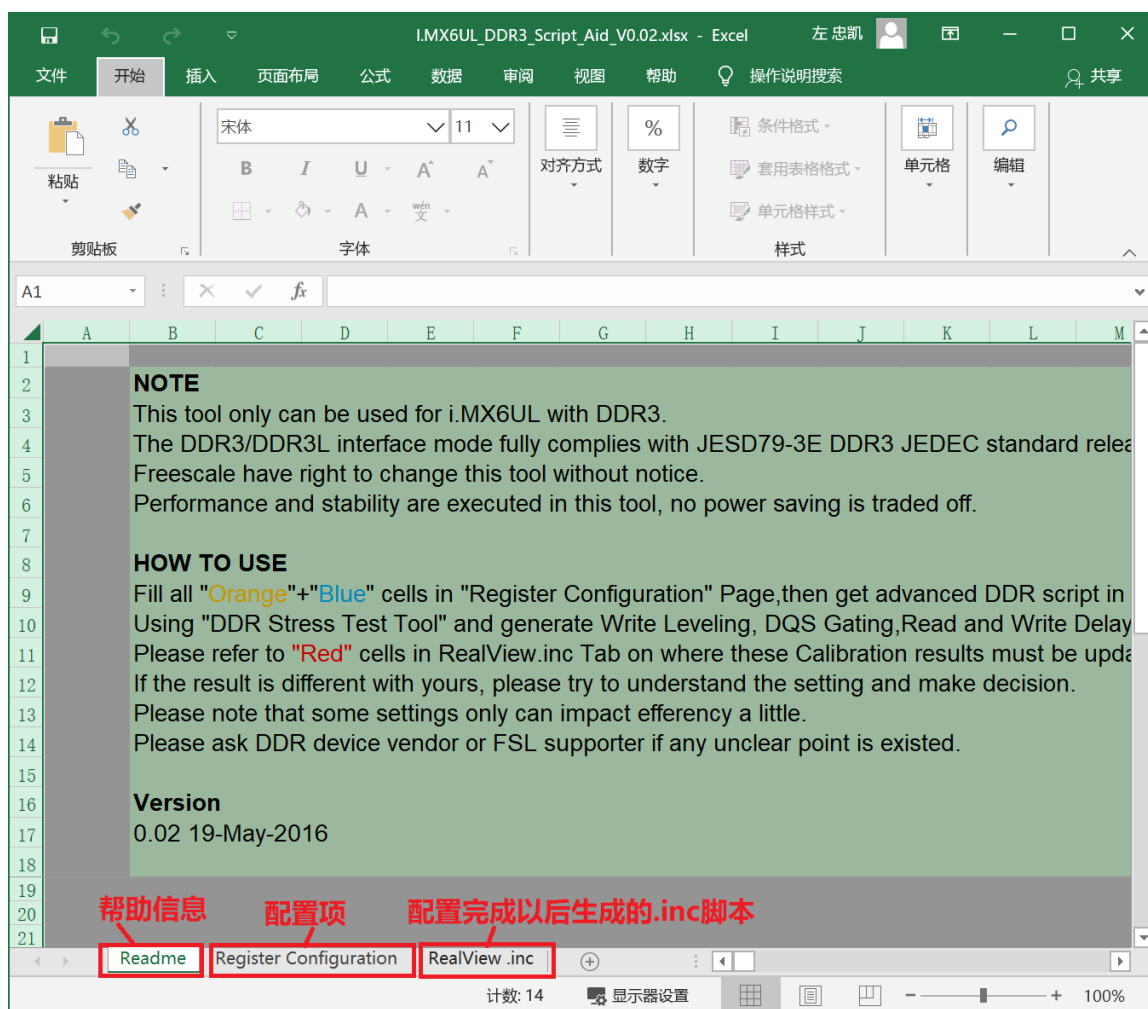 I.MX6UL_DDR3_Script_Aid_V0.02.xlsx - Excel 左 忠凯
文件 开始 插入 页面布局 公式 数据 审阅 视图 帮助 操作说明搜索 共享
宋体 11 % 条件格式
粘贴 B I U A A 对齐方式 数字 套用表格格式 单元格 编辑
A wén 文 单元格样式
剪贴板 字体 样式
A1 fx
A B C D E F G H I J K L M
1
2 NOTE
3 This tool only can be used for i.MX6UL with DDR3.
4 The DDR3/DDR3L interface mode fully complies with JESD79-3E DDR3 JEDEC standard relea
5 Freescale have right to change this tool without notice.
6 Performance and stability are executed in this tool, no power saving is traded off.
7
8 HOW TO USE
9 Fill all "Orange"+"Blue" cells in "Register Configuration" Page,then get advanced DDR script in
10 Using "DDR Stress Test Tool" and generate Write Leveling, DQS Gating,Read and Write Delay
11 Please refer to "Red" cells in RealView.inc Tab on where these Calibration results must be upda
12 If the result is different with yours, please try to understand the setting and make decision.
13 Please note that some settings only can impact efferency a little.
14 Please ask DDR device vendor or FSL supporter if any unclear point is existed.
15
16 Version
17 0.02 19-May-2016
18
19
20 帮助信息 配置项 配置完成以后生成的.inc脚本
21
Readme Register Configuration RealView .inc
计数: 14 显示器设置 100%